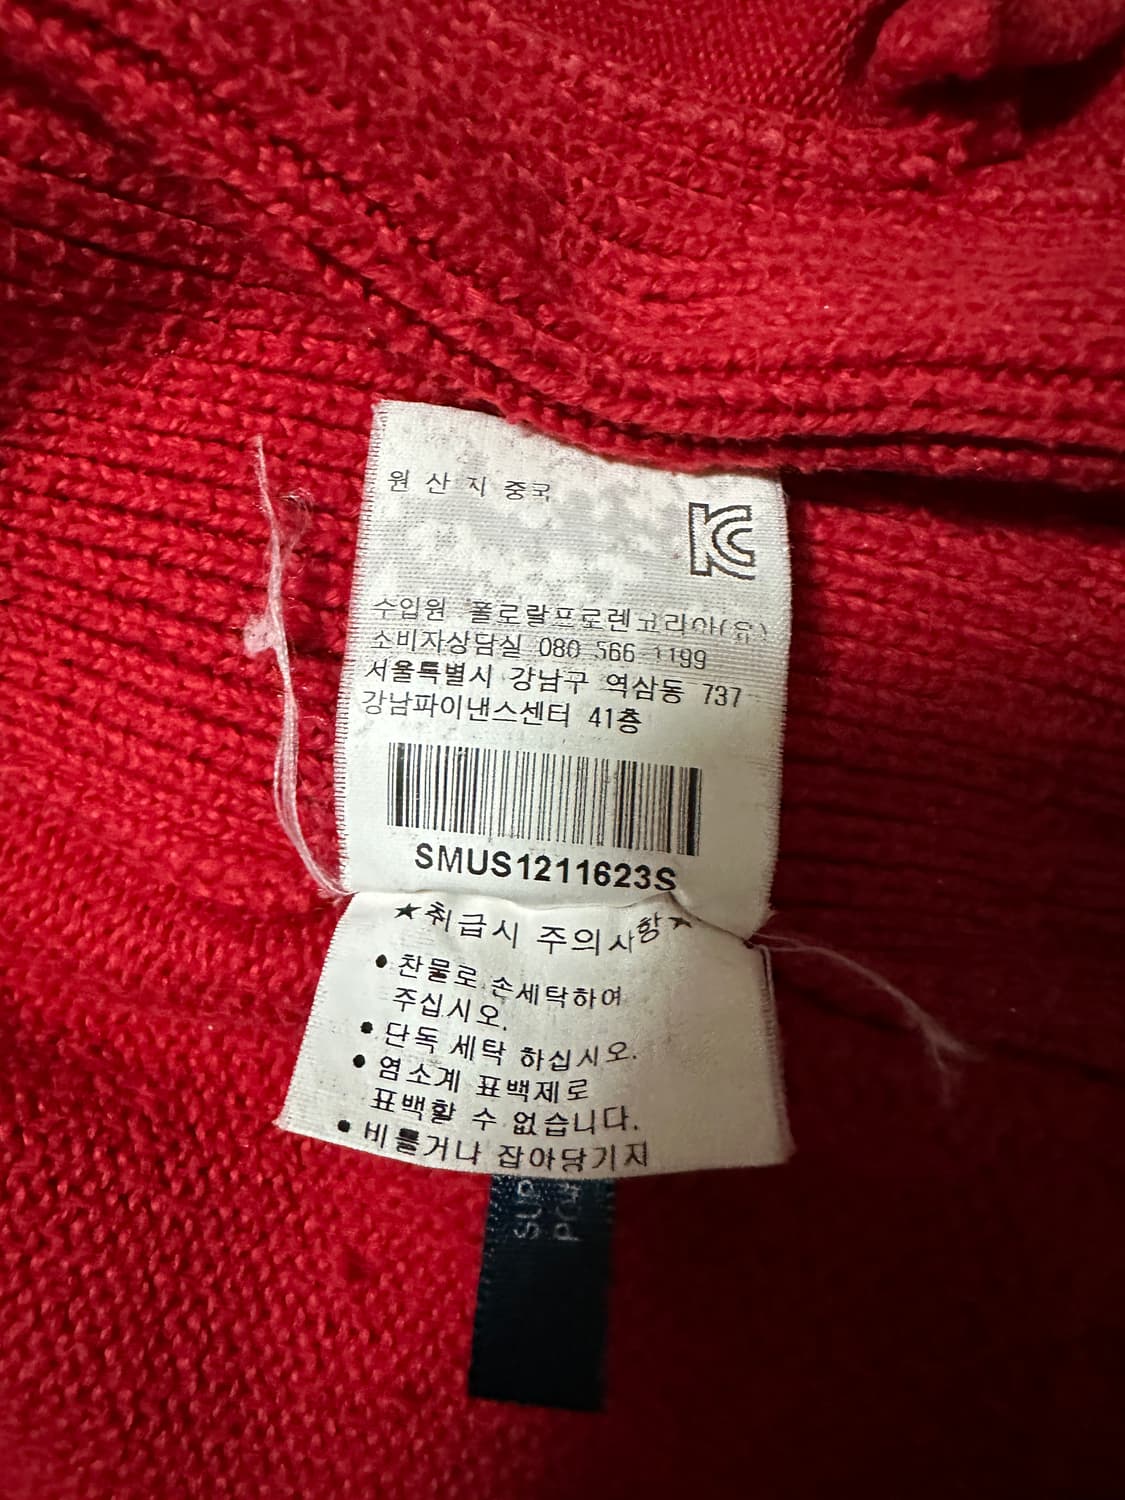 원 산 지 중국
KC
수입원 폴로랄프로렌코리아(유)
소비자상담실 080 566 1199
서울특별시 강남구 역삼동 737
강남파이낸스센터 41층
SMUS1211623S
★취급시 주의사항★
• 찬물로 손세탁하여
주십시오.
• 단독 세탁 하십시오.
• 염소계 표백제로
표백할 수 없습니다.
• 비틀거나 잡아당기지
SUP